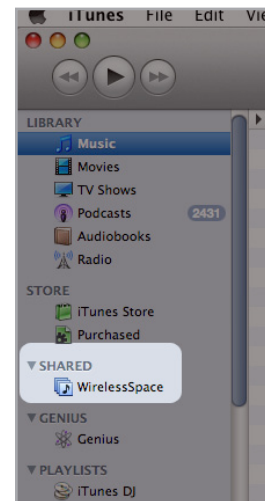 iTunes File Edit
LIBRARY
Music
Movies
TV Shows
Podcasts 2431
Audiobooks
Radio
STORE
iTunes Store
Purchased
SHARED
WirelessSpace
GENIUS
Genius
PLAYLISTS
iTunes DJ